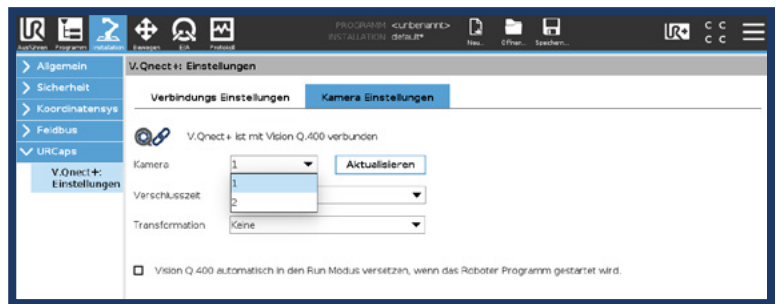 PROGRAMM <unbenannt>
INSTALLATION default*
Ausführen Programm Installation Bewegen E/A Protokoll Neu... Öffnen... Speichern...
UR+
C C
C C
Allgemein
V.Qnect+: Einstellungen
Sicherheit
Verbindungs Einstellungen Kamera Einstellungen
Koordinatensys
Feldbus
V.Qnect+ ist mit Vision Q.400 verbunden
URCaps
Kamera 1 Aktualisieren
V.Qnect+:
Einstellungen
1
Verschlusszeit
2
Transformation Keine
Vision Q.400 automatisch in den Run Modus versetzen, wenn das Roboter Programm gestartet wird.